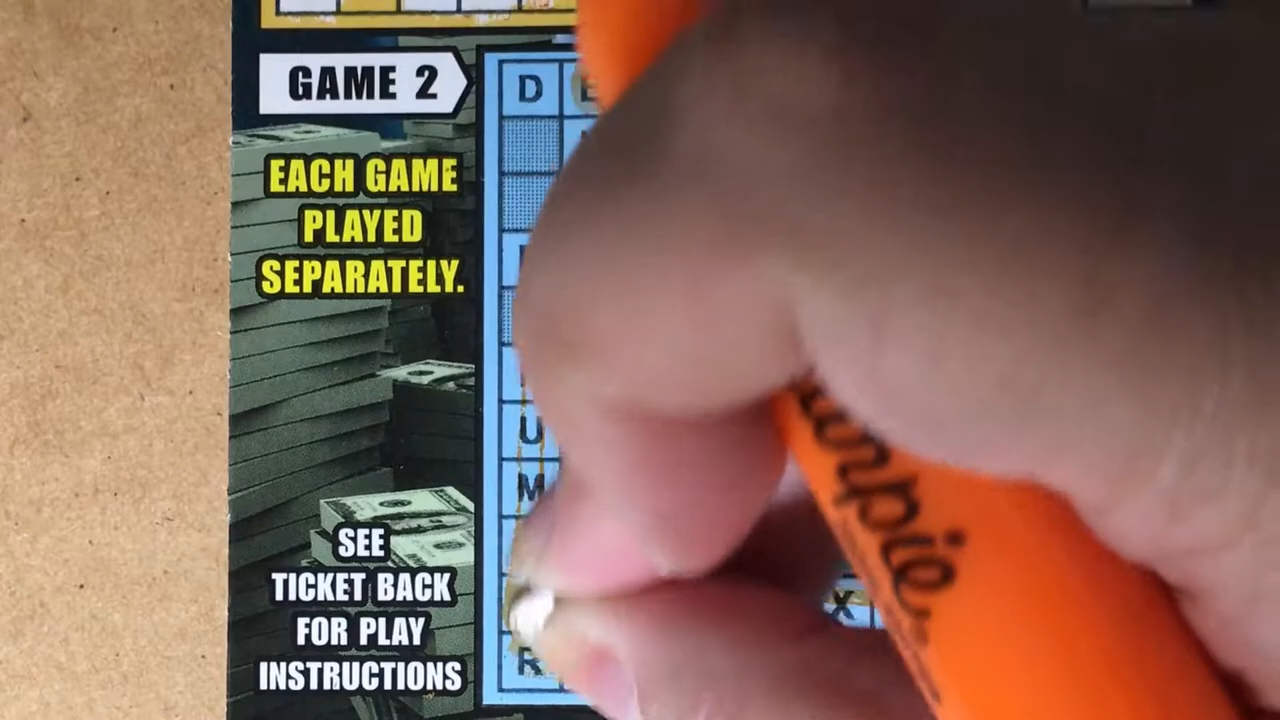 GAME 2
D
EACH GAME
PLAYED
SEPARATELY.
U
M
SEE
TICKET BACK
FOR PLAY
INSTRUCTIONS
X
R